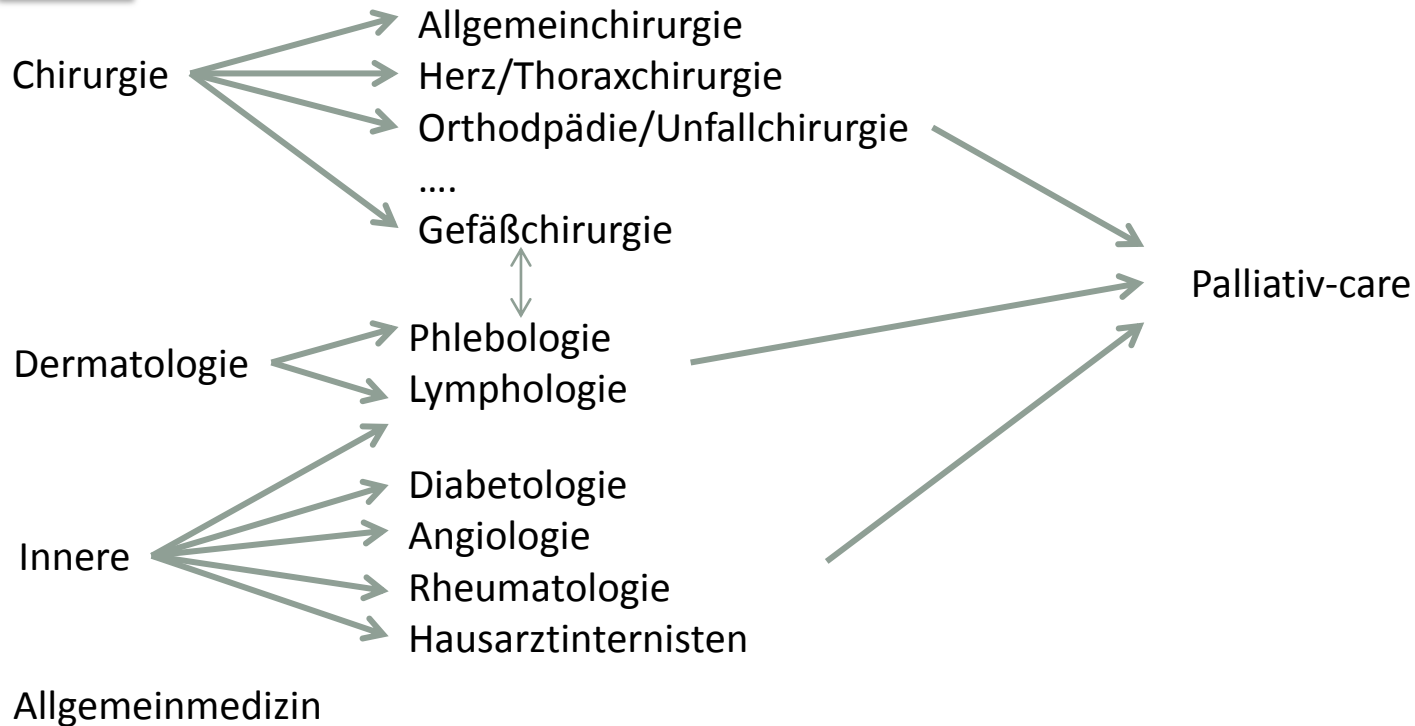 Chirurgie
Allgemeinchirurgie
Herz/Thoraxchirurgie
Orthodpädie/Unfallchirurgie
....
Gefäßchirurgie
Dermatologie
Phlebologie
Lymphologie
Innere
Diabetologie
Angiologie
Rheumatologie
Hausarztinternisten
Allgemeinmedizin
Palliativ-care